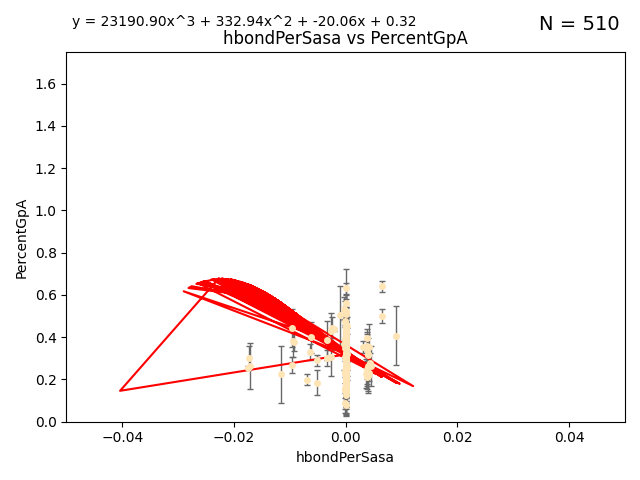 y = 23190.90x^3 + 332.94x^2 + -20.06x + 0.32
N = 510
hbondPerSasa vs PercentGpA
PercentGpA
1.6
1.4
1.2
1.0
0.8
0.6
0.4
0.2
0.0
−0.04 −0.02 0.00 0.02 0.04
hbondPerSasa